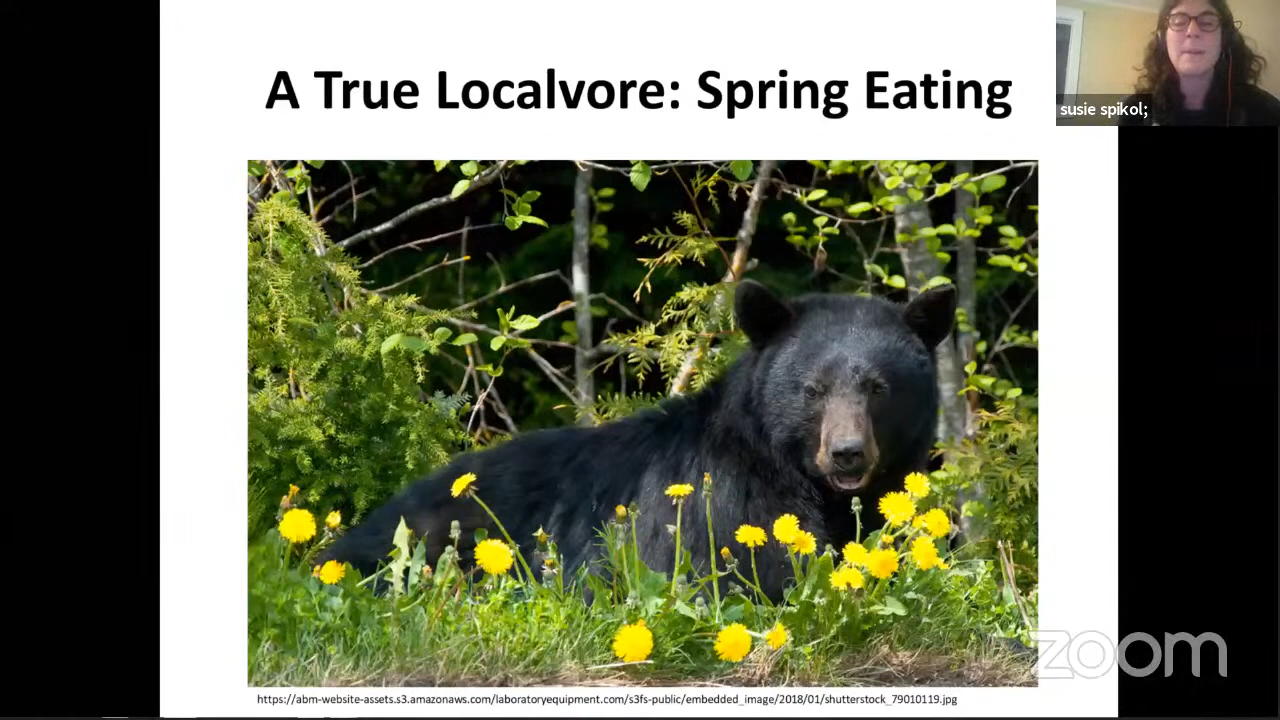 A True Localvore: Spring Eating
susie spikol;
zoom
https://abm-website-assets.s3.amazonaws.com/laboratoryequipment.com/s3fs-public/embedded_image/2018/01/shutterstock_79010119.jpg